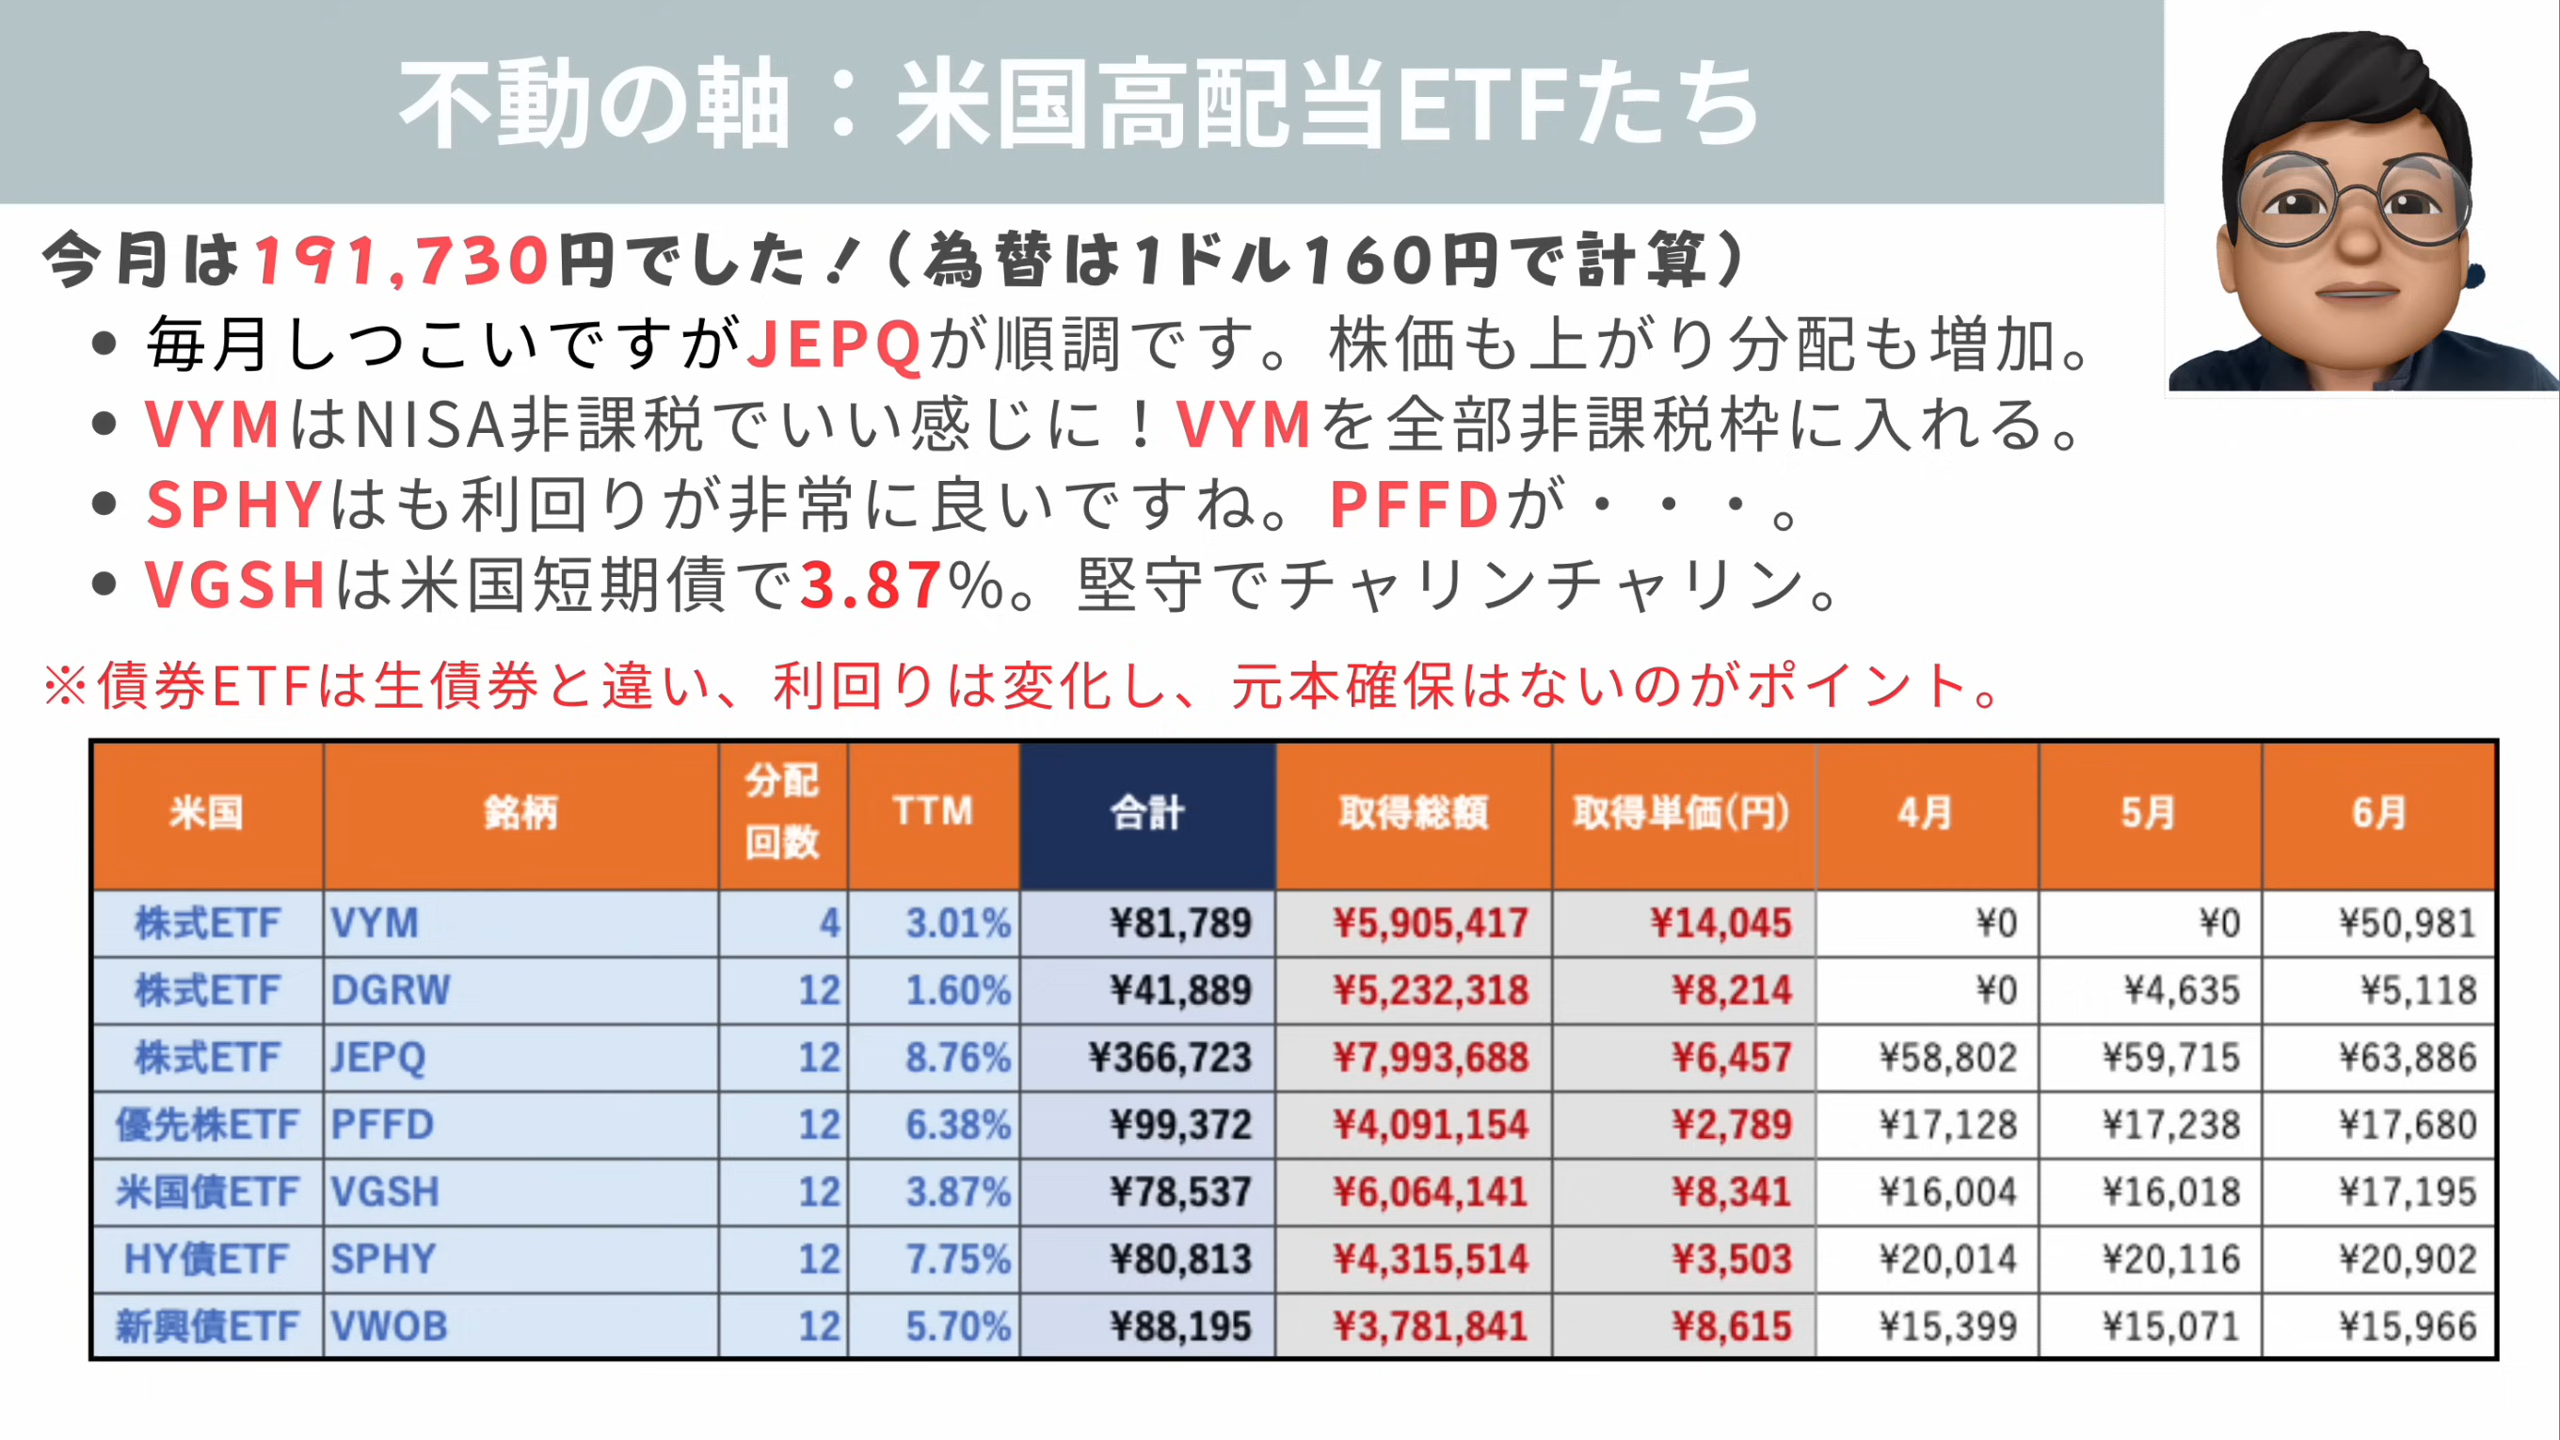 不動の軸：米国高配当ETFたち
今月は191,730円でした！（為替は1ドル160円で計算）
• 毎月しつこいですがJEPQが順調です。株価も上がり分配も増加。
• VYMはNISA非課税でいい感じに！VYMを全部非課税枠に入れる。
• SPHYはも利回りが非常に良いですね。PFFDが・・・。
• VGSHは米国短期債で3.87%。堅守でチャリンチャリン。
※債券ETFは生債券と違い、利回りは変化し、元本確保はないのがポイント。
米国 銘柄 分配回数 TTM 合計 取得総額 取得単価(円) 4月 5月 6月
株式ETF VYM 4 3.01% ¥81,789 ¥5,905,417 ¥14,045 ¥0 ¥0 ¥50,981
株式ETF DGRW 12 1.60% ¥41,889 ¥5,232,318 ¥8,214 ¥0 ¥4,635 ¥5,118
株式ETF JEPQ 12 8.76% ¥366,723 ¥7,993,688 ¥6,457 ¥58,802 ¥59,715 ¥63,886
優先株ETF PFFD 12 6.38% ¥99,372 ¥4,091,154 ¥2,789 ¥17,128 ¥17,238 ¥17,680
米国債ETF VGSH 12 3.87% ¥78,537 ¥6,064,141 ¥8,341 ¥16,004 ¥16,018 ¥17,195
HY債ETF SPHY 12 7.75% ¥80,813 ¥4,315,514 ¥3,503 ¥20,014 ¥20,116 ¥20,902
新興債ETF VWOB 12 5.70% ¥88,195 ¥3,781,841 ¥8,615 ¥15,399 ¥15,071 ¥15,966